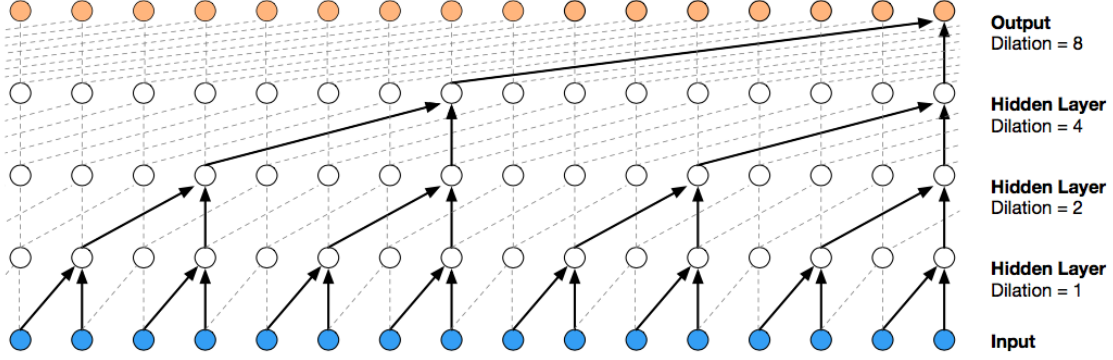 Output
Dilation = 8
Hidden Layer
Dilation = 4
Hidden Layer
Dilation = 2
Hidden Layer
Dilation = 1
Input